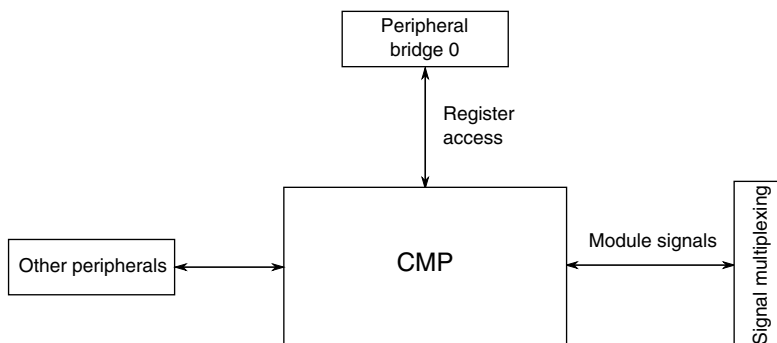 Peripheral
bridge 0
Register
access
Other peripherals
CMP
Module signals
Signal multiplexing